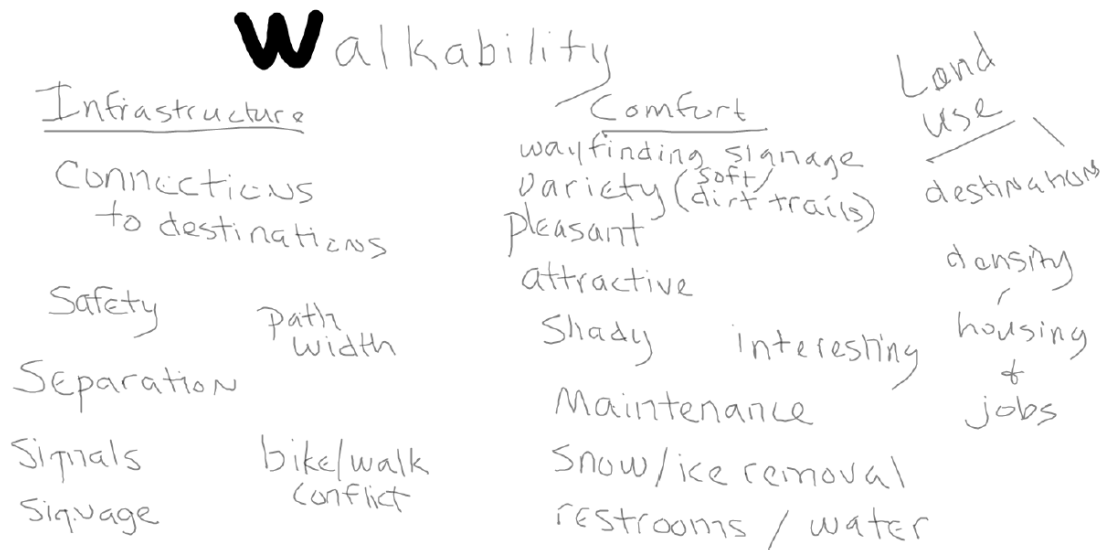 Walkability
Infrastructure
Connections
to destinations
Safety
path
width
Separation
Signals
Signage
bike/walk
conflict
Comfort
wayfinding signage
variety (soft/
dirt trails)
pleasant
attractive
Shady
interesting
Maintenance
Snow/ice removal
restrooms / water
Land
use
destinations
density
housing
+
jobs